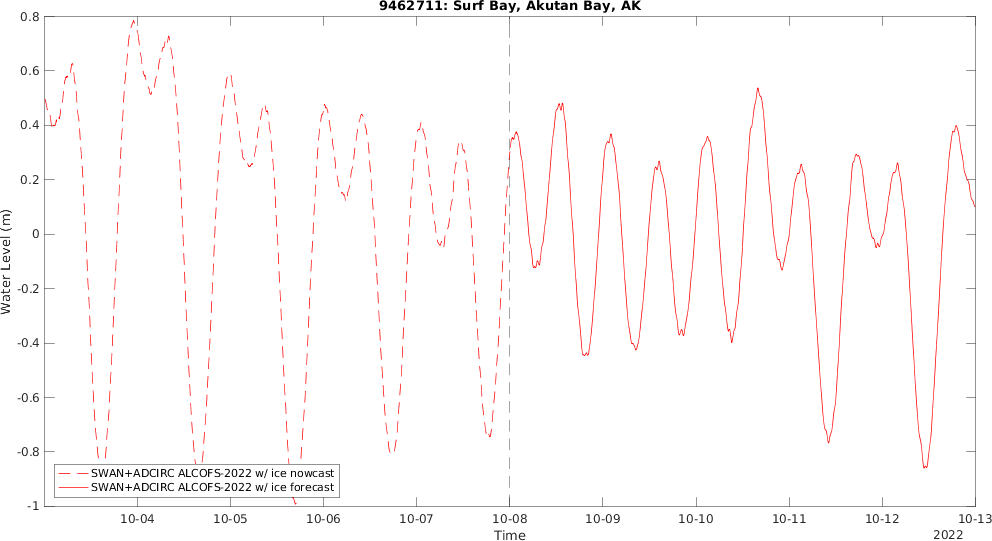 9462711: Surf Bay, Akutan Bay, AK
Water Level (m)
0.8
0.6
0.4
0.2
0
-0.2
-0.4
-0.6
-0.8
-1
SWAN+ADCIRC ALCOFS-2022 w/ ice nowcast
SWAN+ADCIRC ALCOFS-2022 w/ ice forecast
10-04 10-05 10-06 10-07 10-08 10-09 10-10 10-11 10-12 10-13
Time
2022